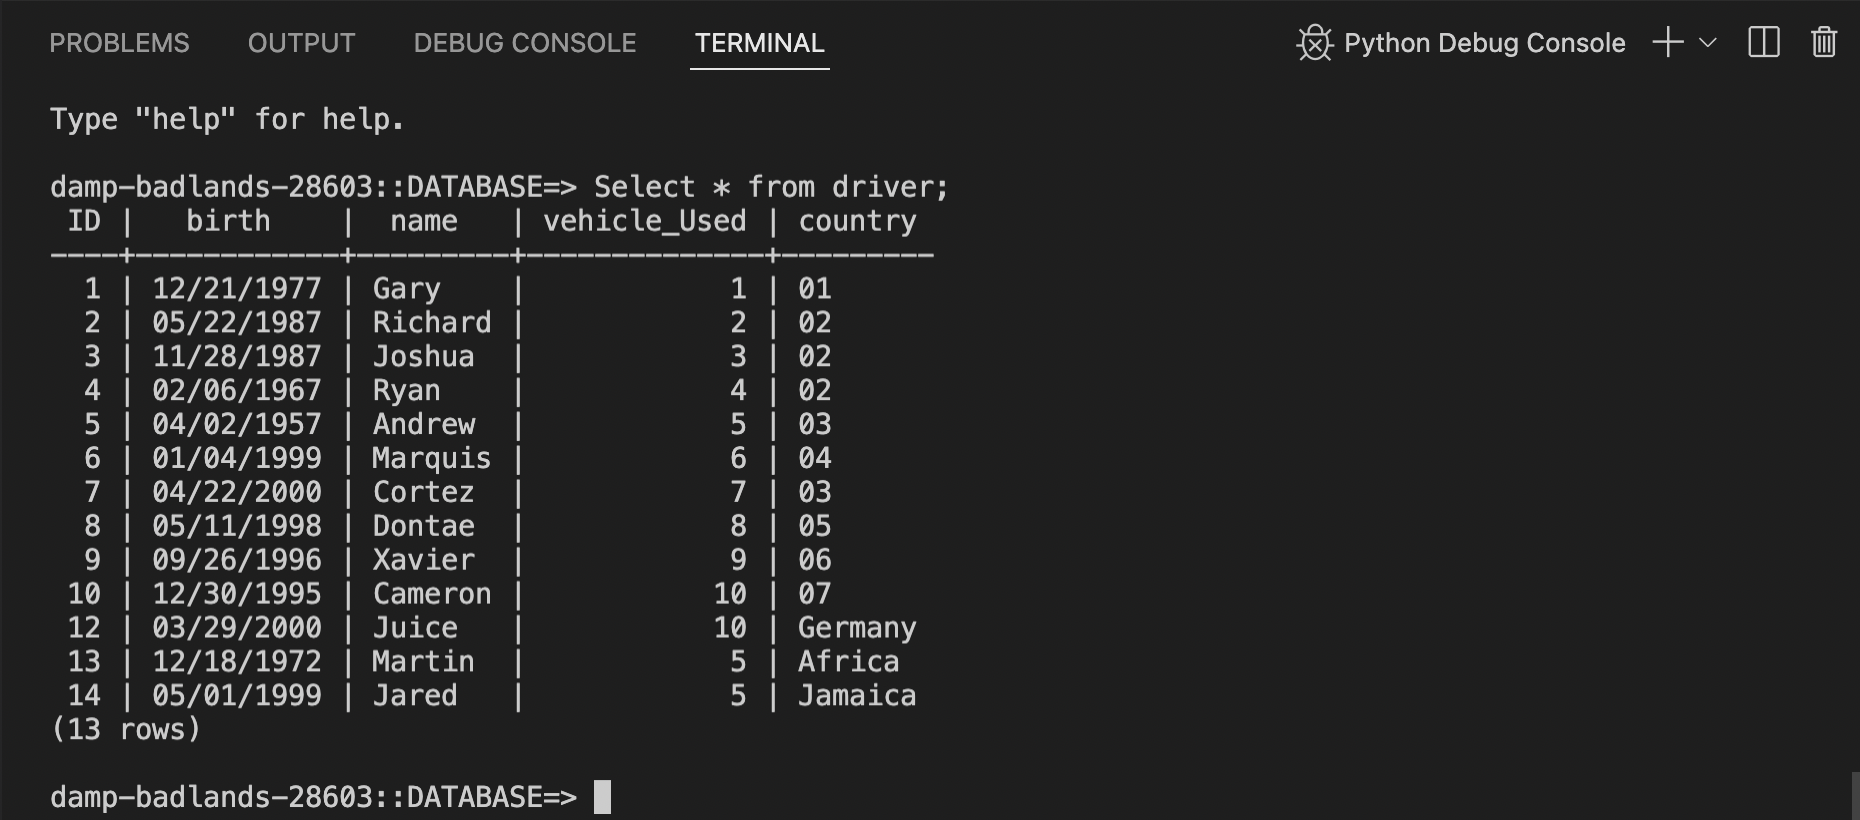 PROBLEMS OUTPUT DEBUG CONSOLE TERMINAL Python Debug Console
Type "help" for help.
damp-badlands-28603::DATABASE=> Select * from driver;
 ID |   birth    |  name   | vehicle_Used | country
----+------------+---------+--------------+---------
  1 | 12/21/1977 | Gary    |            1 | 01
  2 | 05/22/1987 | Richard |            2 | 02
  3 | 11/28/1987 | Joshua  |            3 | 02
  4 | 02/06/1967 | Ryan    |            4 | 02
  5 | 04/02/1957 | Andrew  |            5 | 03
  6 | 01/04/1999 | Marquis |            6 | 04
  7 | 04/22/2000 | Cortez  |            7 | 03
  8 | 05/11/1998 | Dontae  |            8 | 05
  9 | 09/26/1996 | Xavier  |            9 | 06
 10 | 12/30/1995 | Cameron |           10 | 07
 12 | 03/29/2000 | Juice   |           10 | Germany
 13 | 12/18/1972 | Martin  |            5 | Africa
 14 | 05/01/1999 | Jared   |            5 | Jamaica
(13 rows)
damp-badlands-28603::DATABASE=>